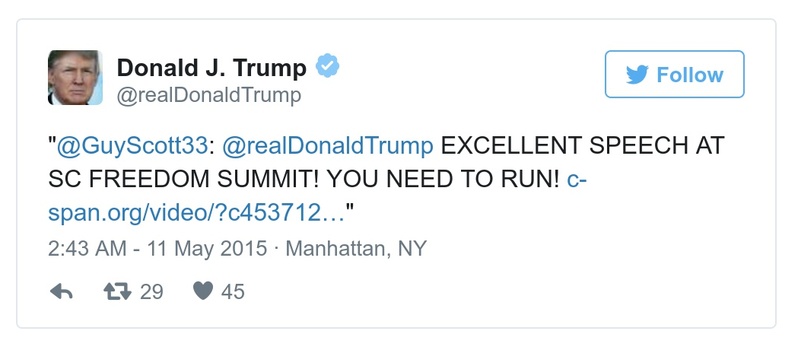 Donald J. Trump
@realDonaldTrump
Follow
"@GuyScott33: @realDonaldTrump EXCELLENT SPEECH AT
SC FREEDOM SUMMIT! YOU NEED TO RUN! c-
span.org/video/?c453712…"
2:43 AM - 11 May 2015 · Manhattan, NY
29 45